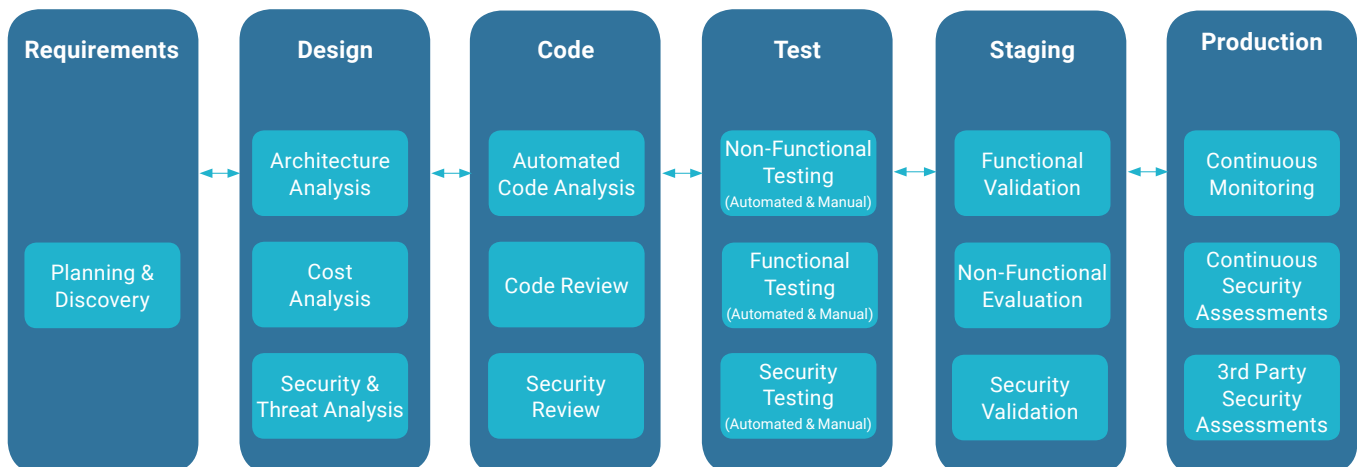 Requirements
Planning &
Discovery
Design
Architecture
Analysis
Cost
Analysis
Security &
Threat Analysis
Code
Automated
Code Analysis
Code Review
Security
Review
Test
Non-Functional
Testing
(Automated & Manual)
Functional
Testing
(Automated & Manual)
Security
Testing
(Automated & Manual)
Staging
Functional
Validation
Non-Functional
Evaluation
Security
Validation
Production
Continuous
Monitoring
Continuous
Security
Assessments
3rd Party
Security
Assessments